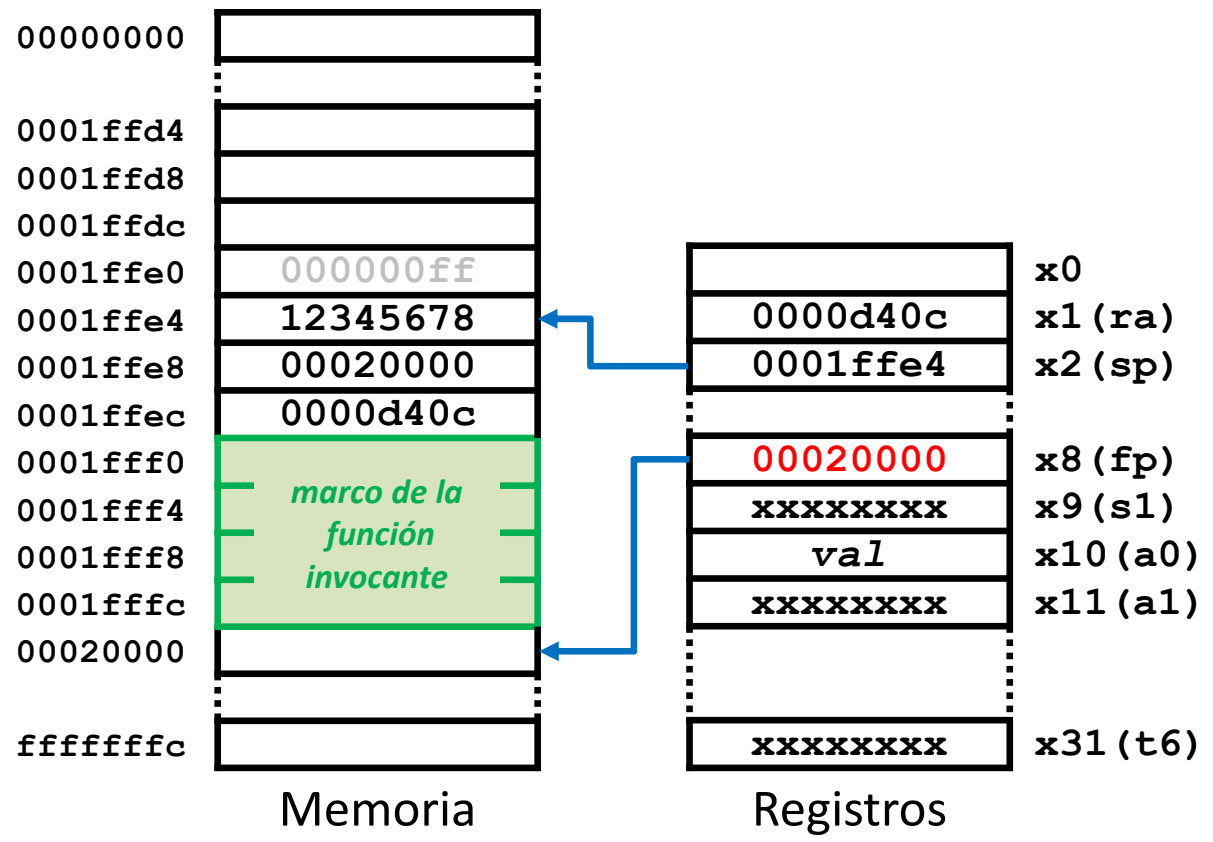 00000000
0001ffd4
0001ffd8
0001ffdc
0001ffe0 000000ff x0
0001ffe4 12345678 0000d40c x1(ra)
0001ffe8 00020000 0001ffe4 x2(sp)
0001ffec 0000d40c
0001fff0 00020000 x8(fp)
marco de la
0001fff4 xxxxxxxx x9(s1)
función
0001fff8 val x10(a0)
invocante
0001fffc xxxxxxxx x11(a1)
00020000
fffffffc xxxxxxxx x31(t6)
Memoria Registros